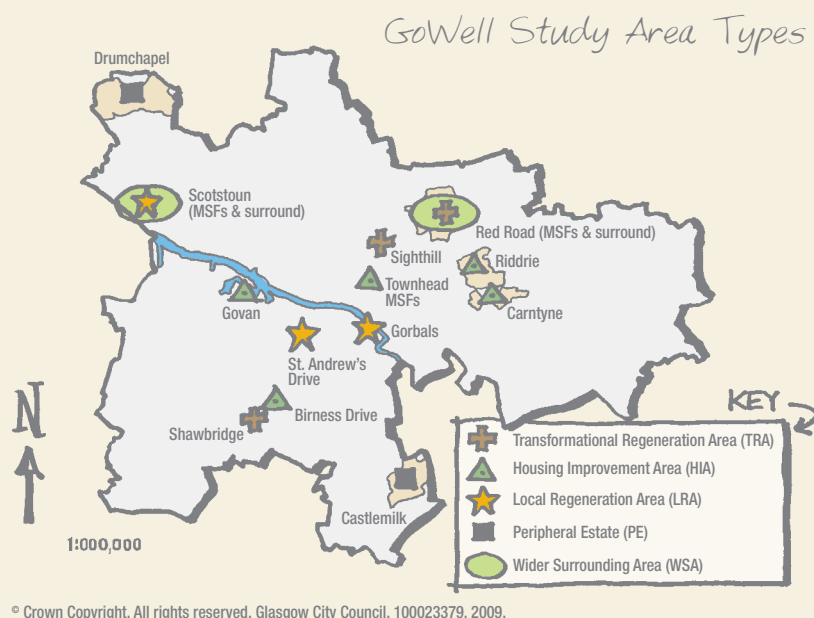 GoWell Study Area Types
Drumchapel
Scotstoun
(MSFs & surround)
Red Road (MSFs & surround)
Sighthill
Riddrie
Townhead
MSFs
Govan
Carntyne
Gorbals
St. Andrew's
Drive
Birness Drive
Shawbridge
Castlemilk
N
1:000,000
KEY
Transformational Regeneration Area (TRA)
Housing Improvement Area (HIA)
Local Regeneration Area (LRA)
Peripheral Estate (PE)
Wider Surrounding Area (WSA)
© Crown Copyright. All rights reserved. Glasgow City Council. 100023379. 2009.